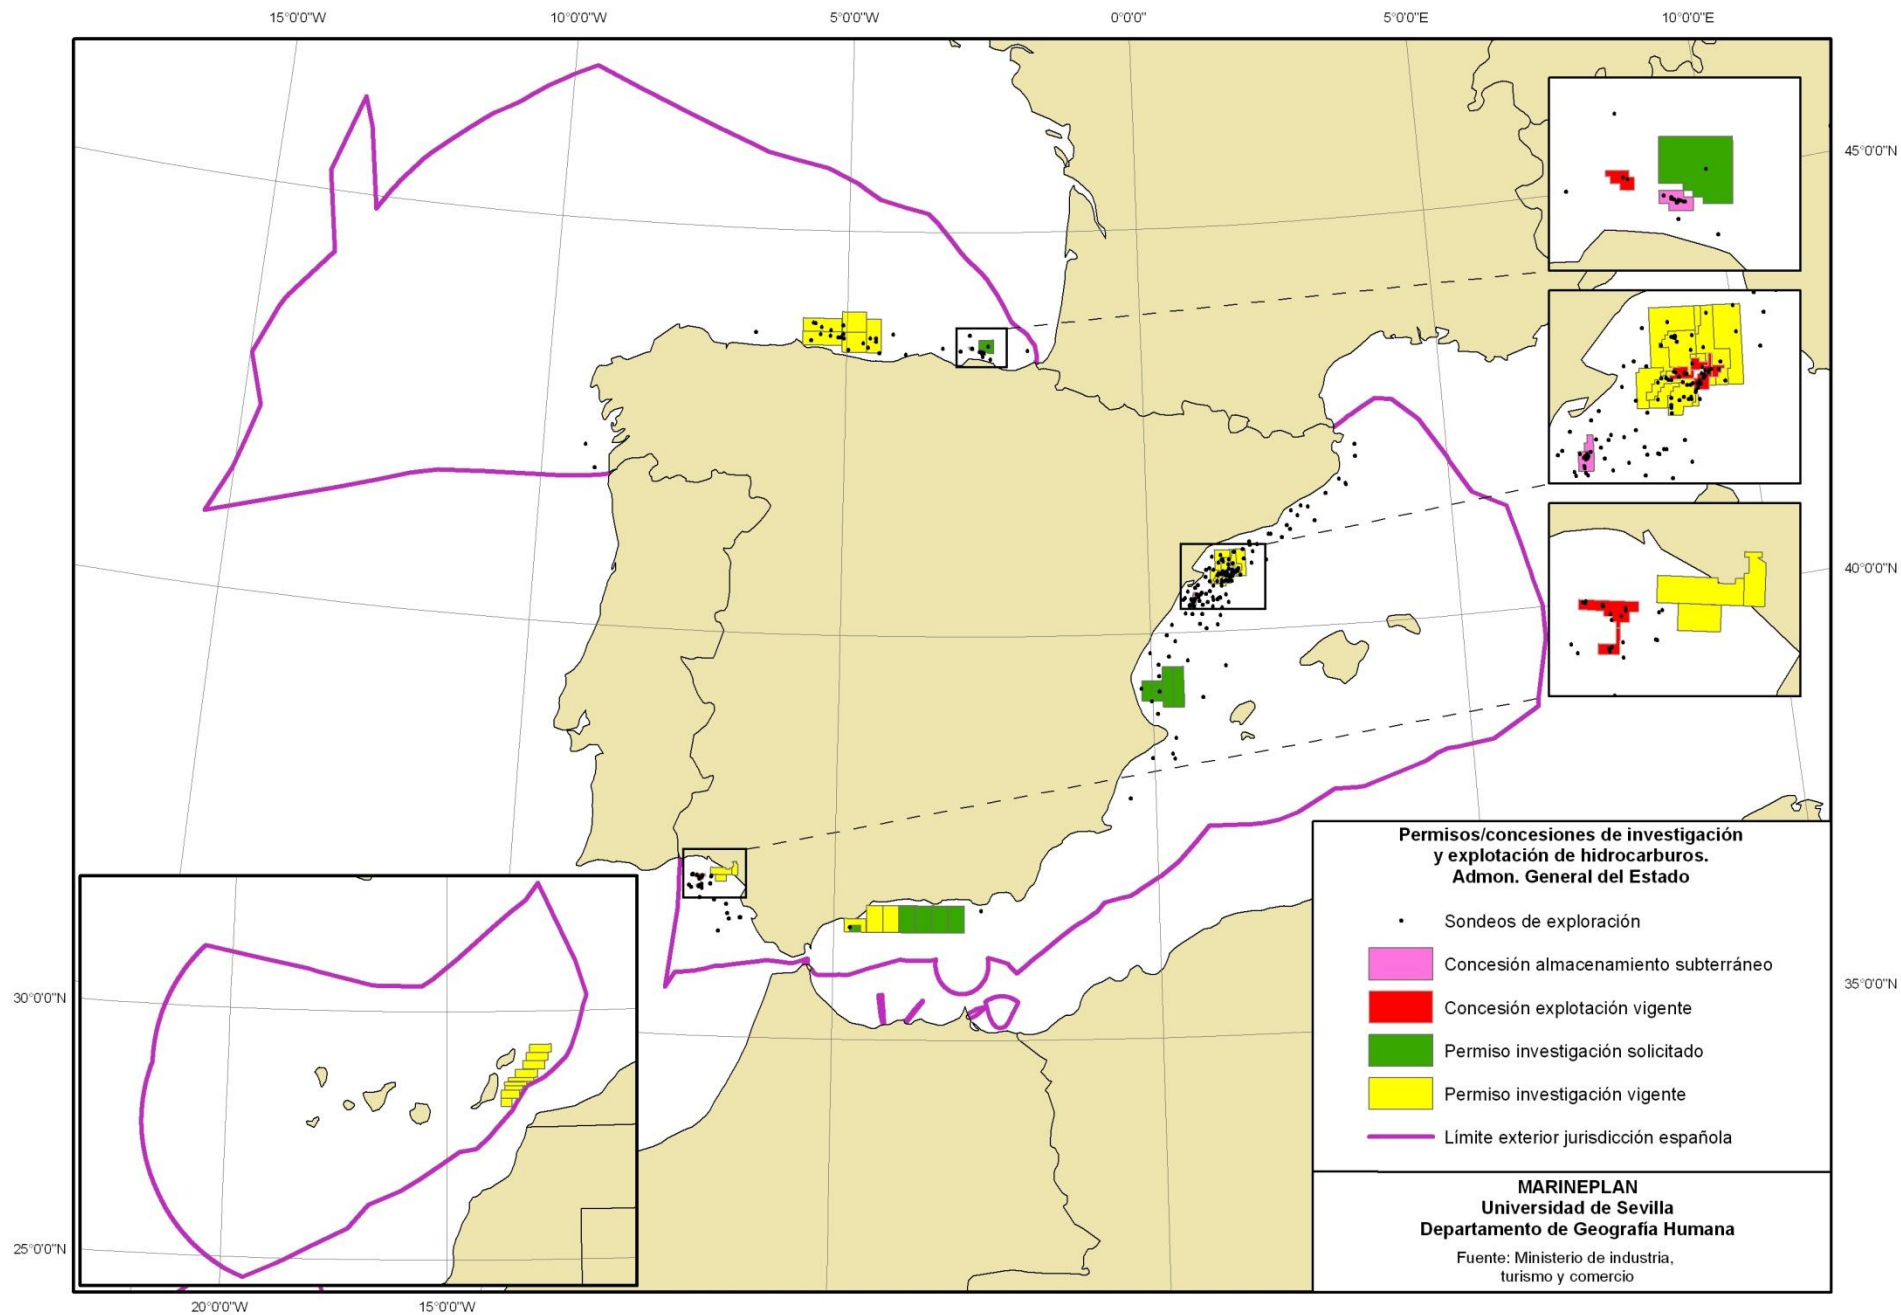 15°0'0"W
10°0'0"W
5°0'0"W
0°0'0"
5°0'0"E
10°0'0"E
45°0'0"N
40°0'0"N
Permisos/concesiones de investigación
y explotación de hidrocarburos.
Admon. General del Estado
Sondeos de exploración
Concesión almacenamiento subterráneo
30°0'0"N
35°0'0"N
Concesión explotación vigente
Permiso investigación solicitado
Permiso investigación vigente
Límite exterior jurisdicción española
MARINEPLAN
Universidad de Sevilla
Departamento de Geografía Humana
25°0'0"N
Fuente: Ministerio de industria,
turismo y comercio
20°0'0"W
15°0'0"W